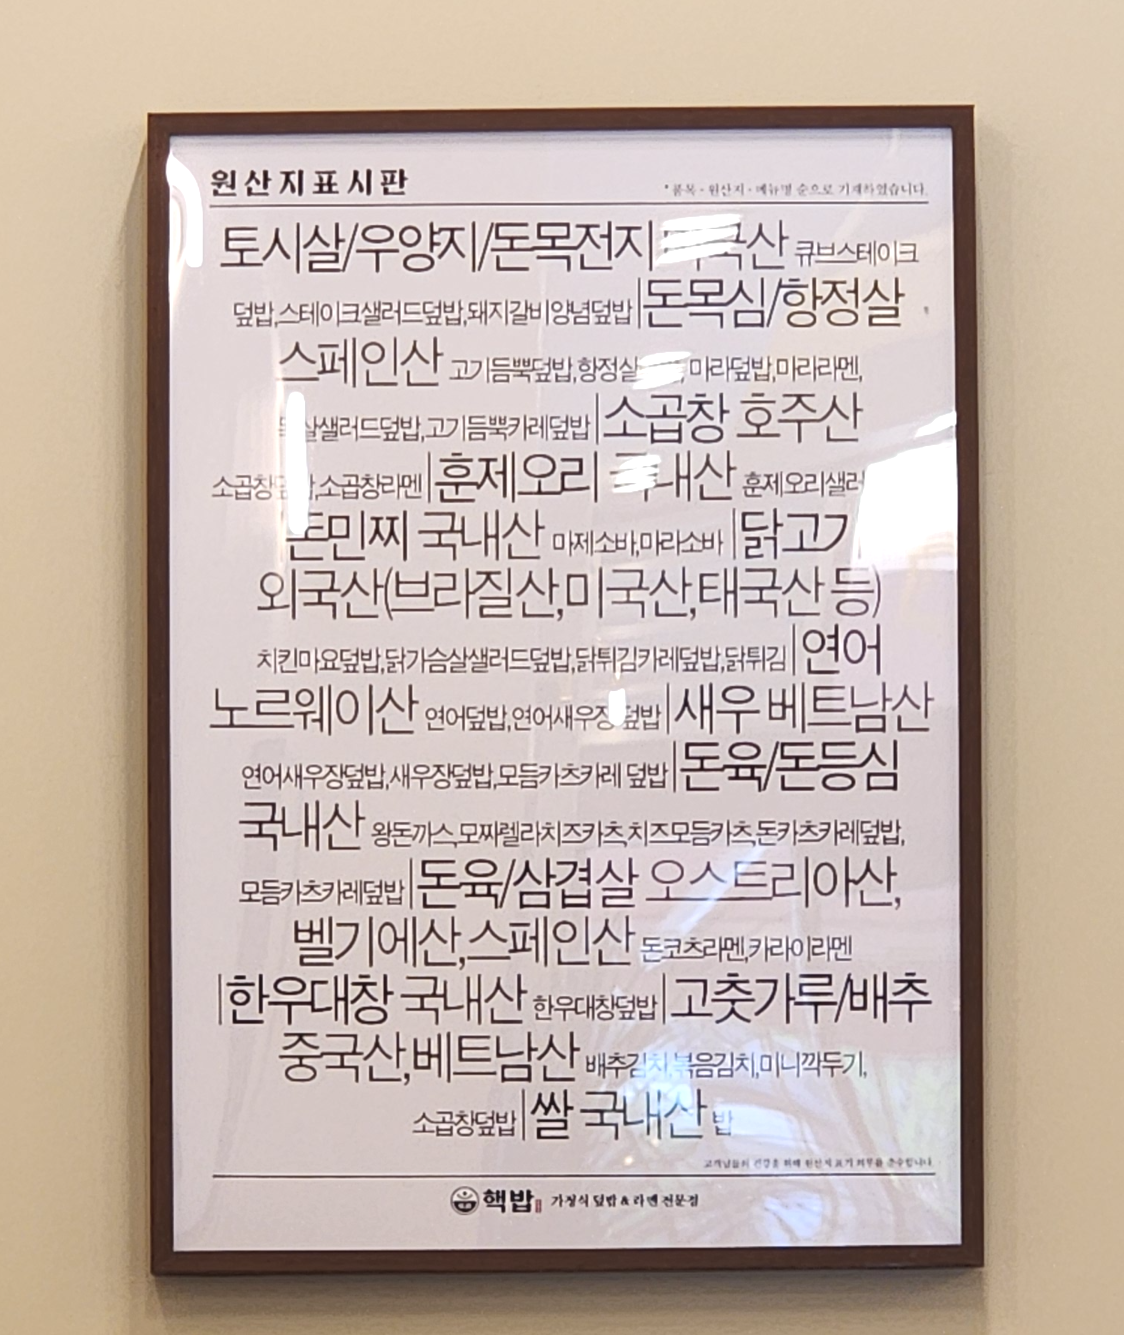 원산지표시판
*품목 - 원산지 - 메뉴명 순으로 기재하였습니다.
토시살/우양지/돈목전지 큐브스테이크
덮밥,스테이크샐러드덮밥,돼지갈비양념덮밥|돈목심/항정살
스페인산 고기듬뿍덮밥,항정살 마라덮밥,마라라멘,
샐러드덮밥,고기듬뿍카레덮밥|소곱창 호주산
소곱창라멘|훈제오리 국내산
돈민찌 국내산 마제소바,마라소바|닭고기
외국산(브라질산,미국산,태국산 등)
치킨마요덮밥,닭가슴살샐러드덮밥,닭튀김카레덮밥,닭튀김|연어
노르웨이산 연어덮밥,연어새우장덮밥|새우 베트남산
연어새우장덮밥,새우장덮밥,모듬카츠카레 덮밥|돈육/돈등심
국내산 왕돈까스,모짜렐라치즈카츠,치즈모듬카츠,돈카츠카레덮밥,
모듬카츠카레덮밥|돈육/삼겹살 오스트리아산,
벨기에산,스페인산 돈코츠라멘,카라이라멘
|한우대창 국내산 한우대창덮밥|고춧가루/배추
중국산,베트남산 배추김치,볶음김치,미니깍두기,
소곱창덮밥|쌀 국내산 밥
고객님들의 건강을 위해 원산지 표기 의무를 준수합니다.
핵밥 가정식 덮밥 & 라멘 전문점